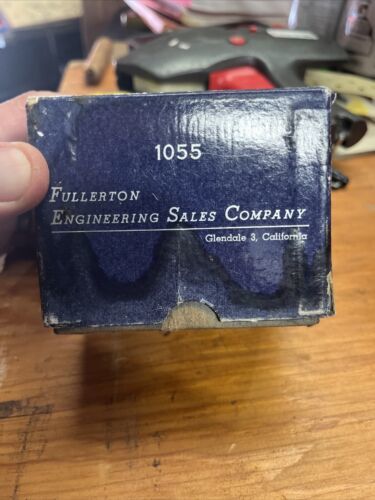 1055
FULLERTON
ENGINEERING SALES COMPANY
Glendale 3, California